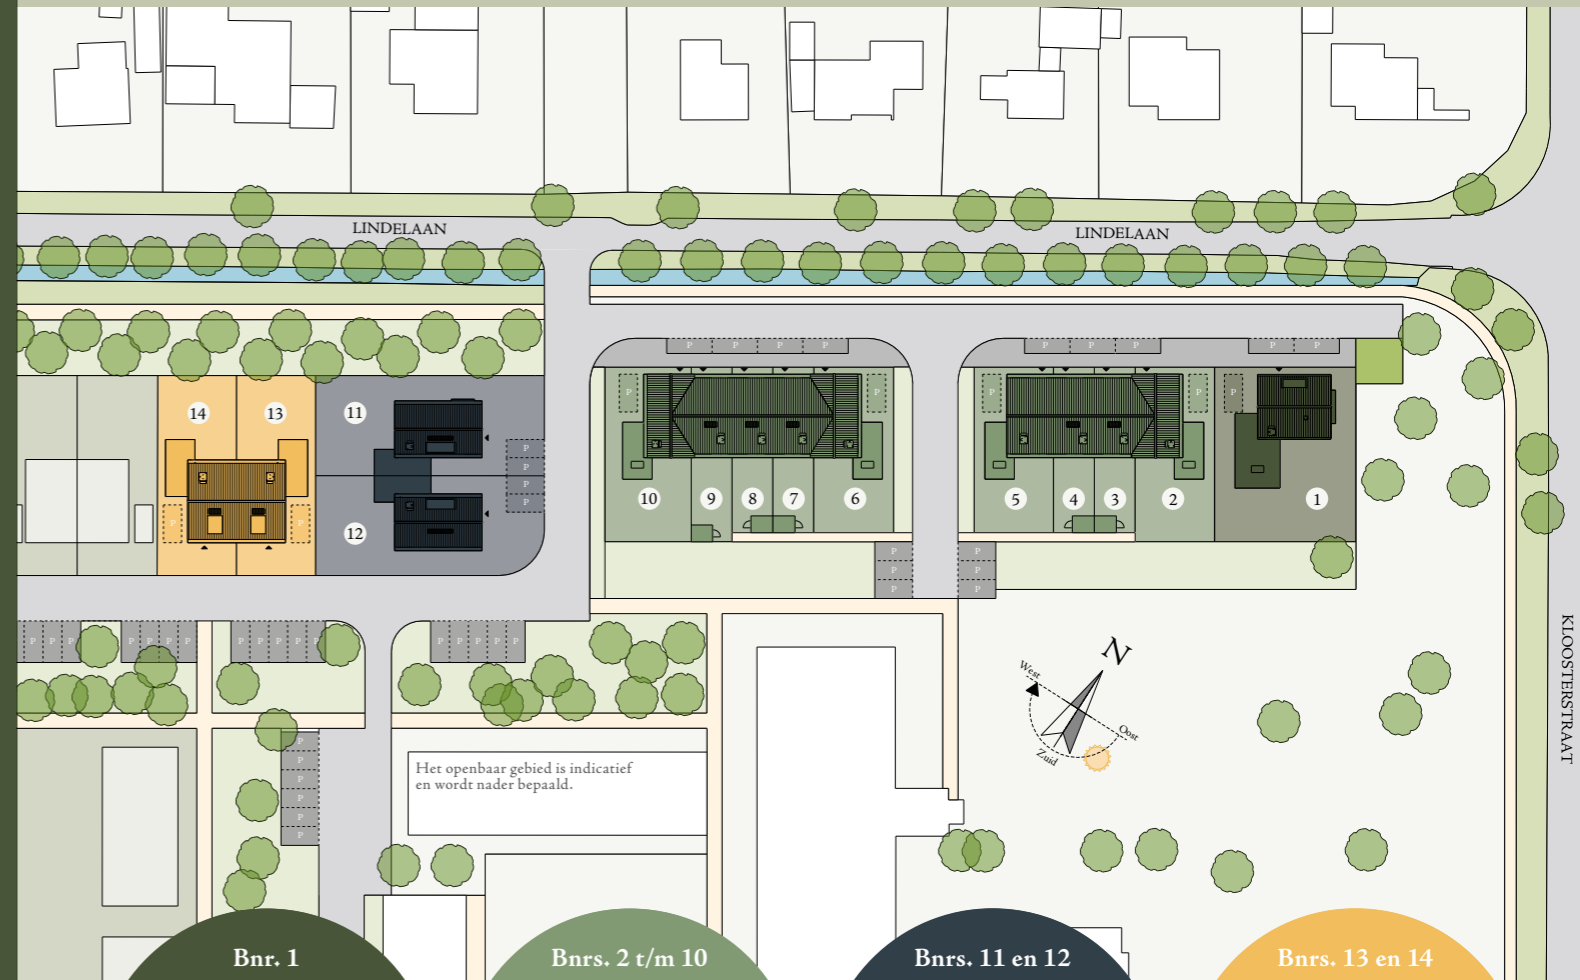 LINDELAAN
LINDELAAN
P P P P
P P P
P P
14
13
11
12
P
P
P
P
P
P
P
P
10
9
8
7
6
P
P
5
4
3
2
P
1
P
P
P
P
P
P
P
P P P
P P P P
P P P P P
P P P P P
P
P
P
P
P
P
N
West
Oost
Zuid
KLOOSTERSTRAAT
Het openbaar gebied is indicatief
en wordt nader bepaald.
Bnr. 1
Bnrs. 2 t/m 10
Bnrs. 11 en 12
Bnrs. 13 en 14